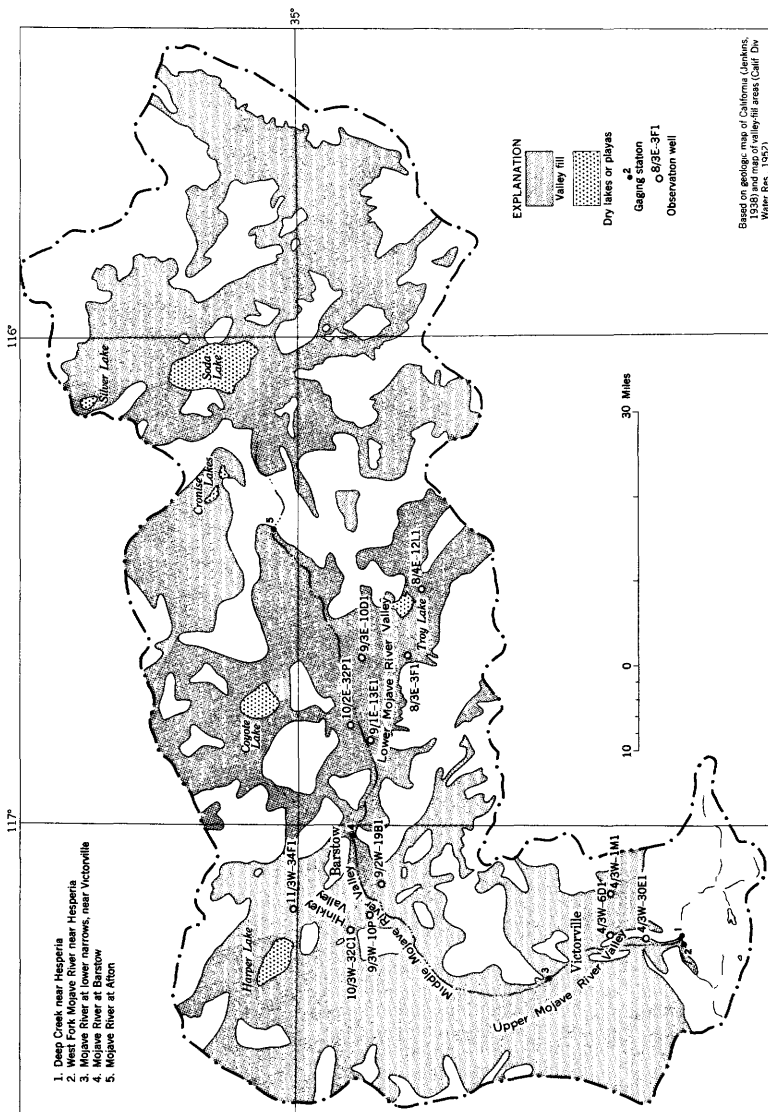 1. Deep Creek near Hesperia
2. West Fork Mojave River near Hesperia
3. Mojave River at lower narrows, near Victorville
4. Mojave River at Barstow
5. Mojave River at Afton
117°
116°
35°
Harper Lake
11/3W-34F1
Coyote Lake
Cronise Lakes
Silver Lake
Soda Lake
10/3W-32C1
Hinkley Valley
9/3W-10P
Barstow
4
9/2W-19B1
10/2E-32P1
9/1E-13E1
9/3E-10D1
5
Lower Mojave River Valley
8/3E-3F1
Troy Lake
8/4E-12L1
Middle Mojave River Valley
3
Victorville
Upper Mojave River Valley
4/3W-6D1
4/3W-1M1
4/3W-30E1
1
2
10
0
30 Miles
EXPLANATION
Valley fill
Dry lakes or playas
2
Gaging station
8/3E-3F1
Observation well
Based on geologic map of California (Jenkins,
1938) and map of valley-fill areas (Calif Div
Water Res, 1952)